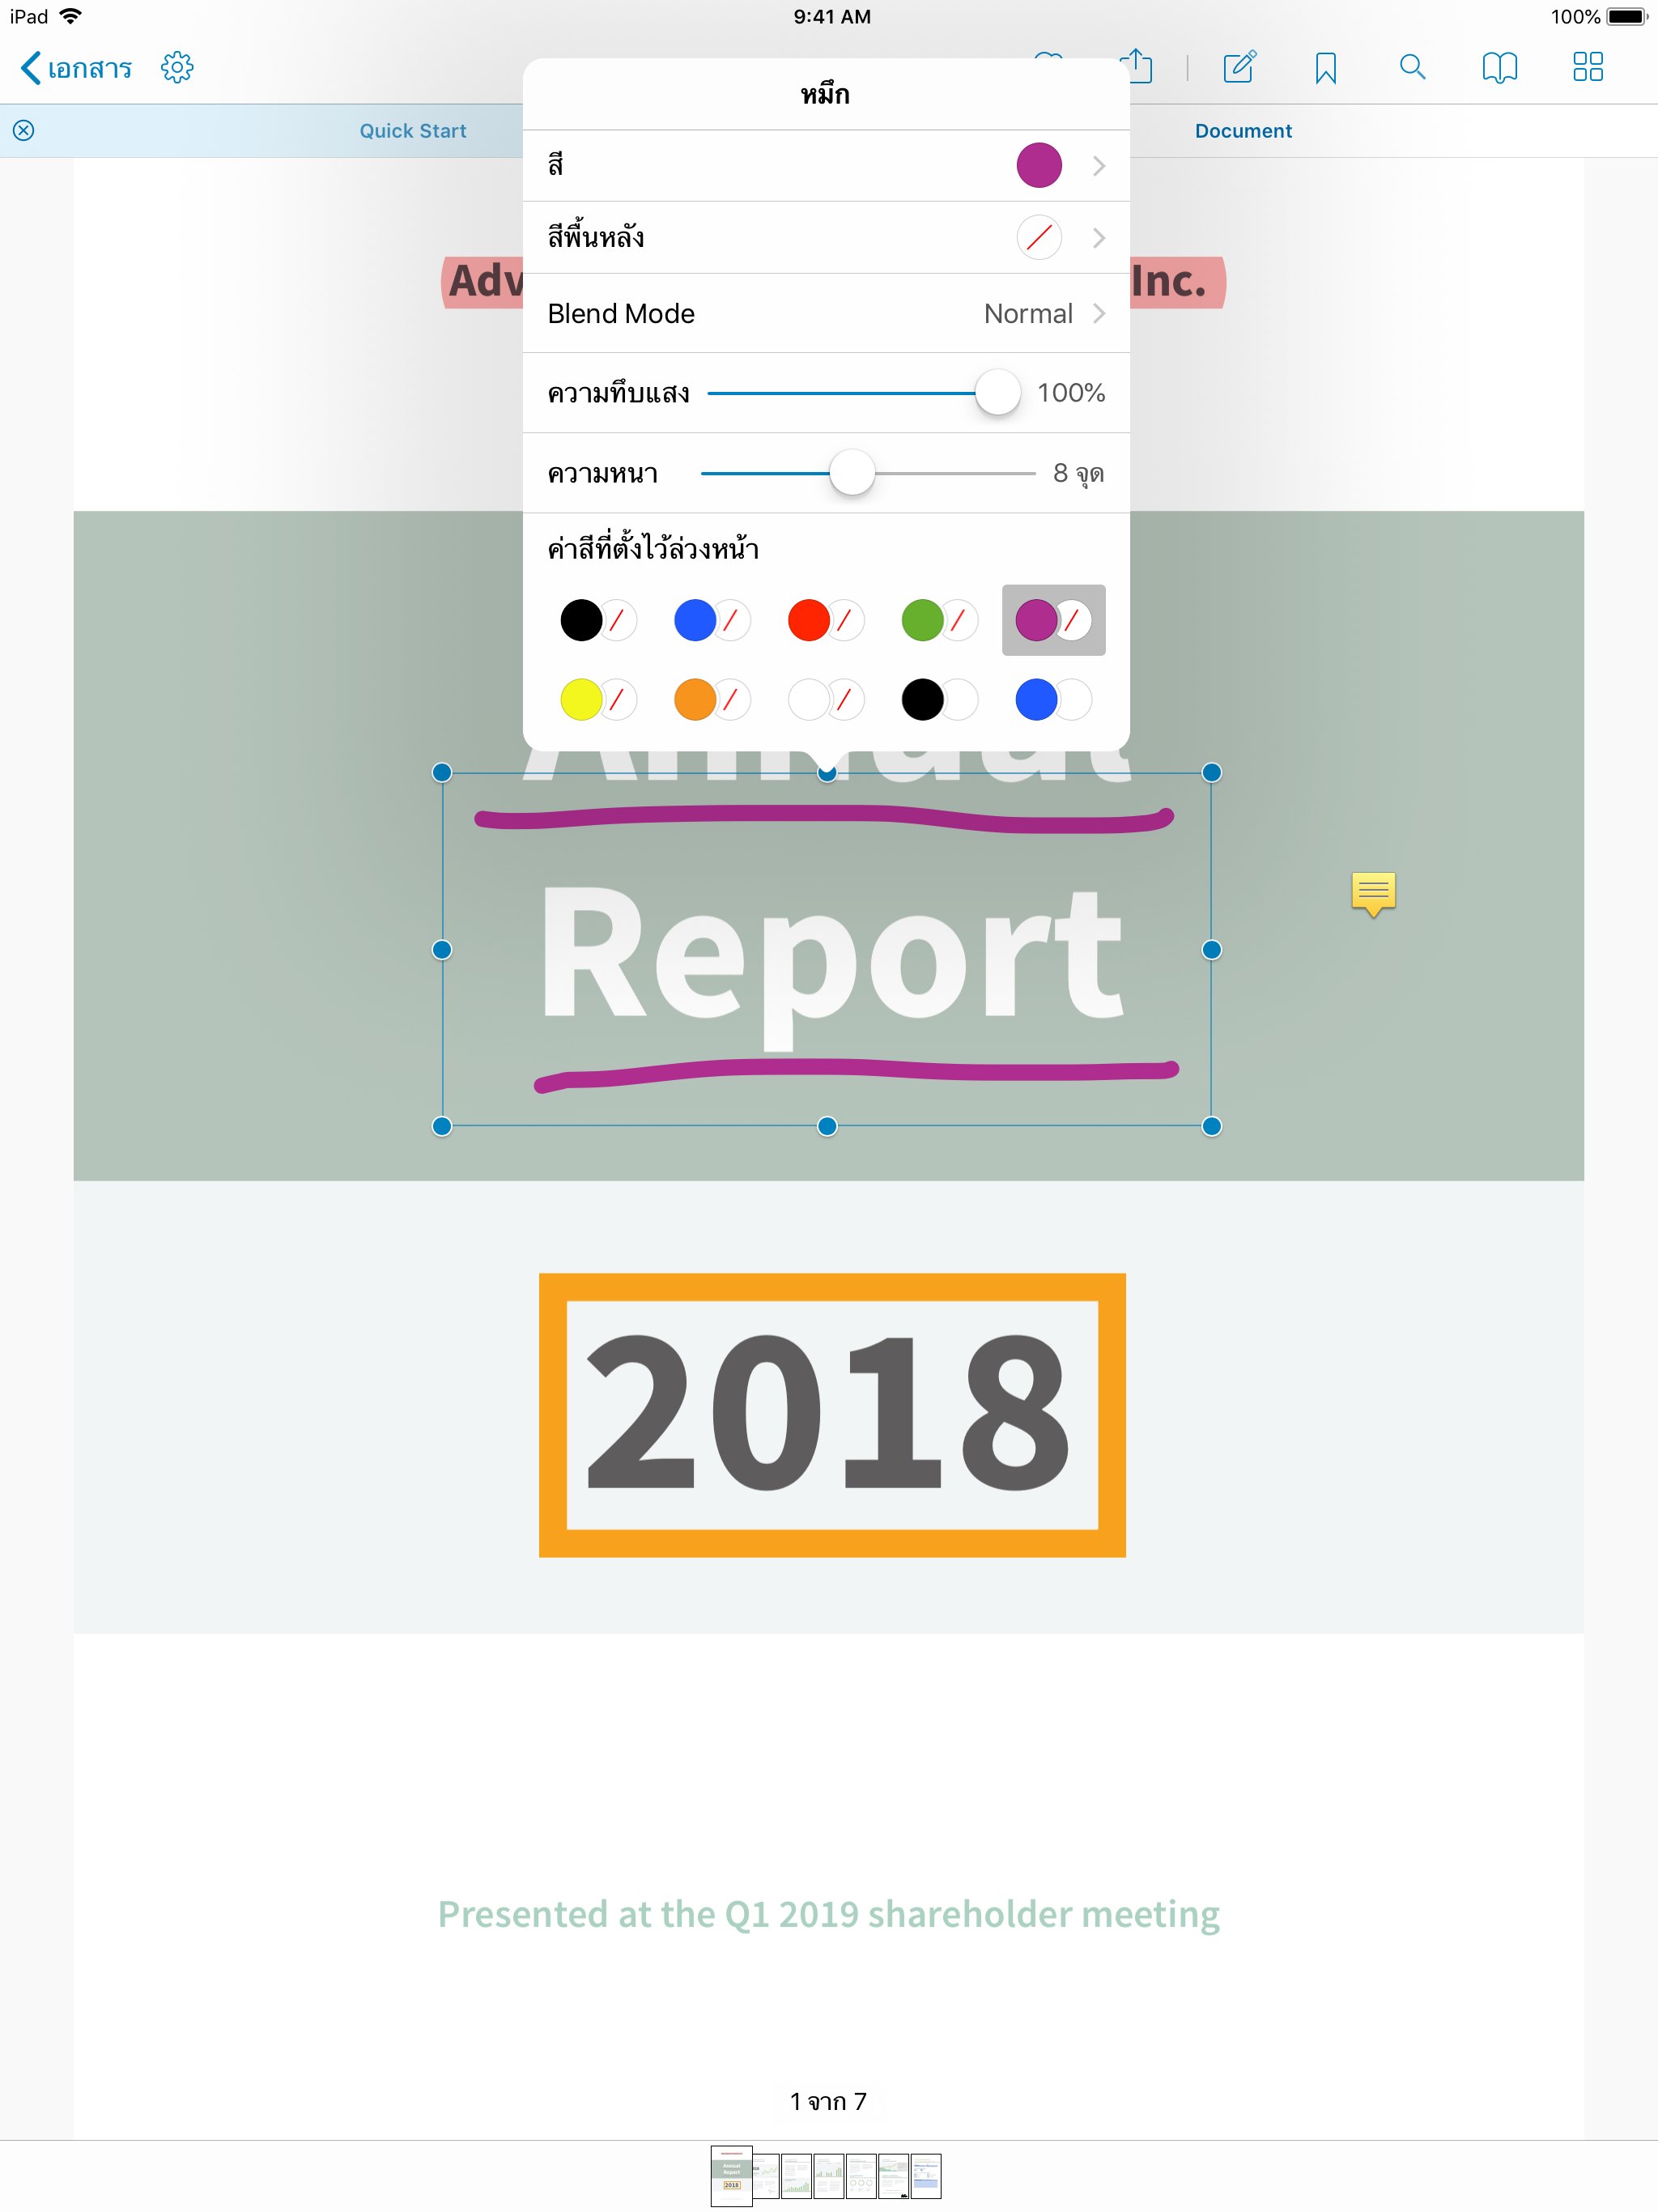 iPad 9:41 AM 100%
เอกสาร
Quick Start Document
หมึก
สี
สีพื้นหลัง
Blend Mode Normal
ความทึบแสง 100%
ความหนา 8 จุด
ค่าสีที่ตั้งไว้ล่วงหน้า
Inc.
Report
2018
Presented at the Q1 2019 shareholder meeting
1 จาก 7
Annual
Report
2018